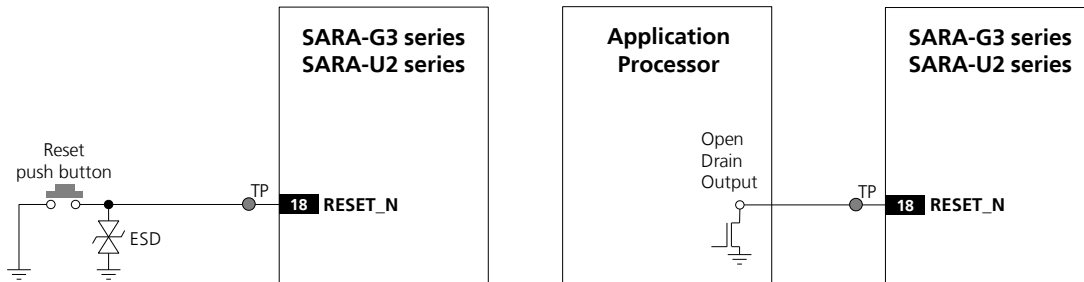 SARA-G3 series
SARA-U2 series
Reset
push button
ESD
TP
18 RESET_N
Application
Processor
Open
Drain
Output
TP
SARA-G3 series
SARA-U2 series
18 RESET_N